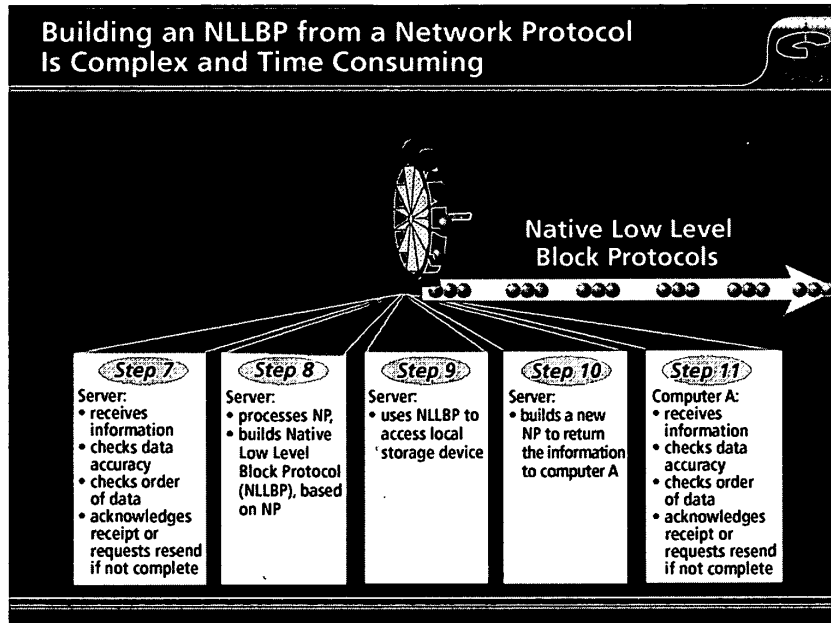 Building an NLLBP from a Network Protocol
Is Complex and Time Consuming
Native Low Level
Block Protocols
Step 7
Server:
• receives
information
• checks data
accuracy
• checks order
of data
• acknowledges
receipt or
requests resend
if not complete
Step 8
Server:
• processes NP,
• builds Native
Low Level
Block Protocol
(NLLBP), based
on NP
Step 9
Server:
• uses NLLBP to
access local
storage device
Step 10
Server:
• builds a new
NP to return
the information
to computer A
Step 11
Computer A:
• receives
information
• checks data
accuracy
• checks order
of data
• acknowledges
receipt or
requests resend
if not complete